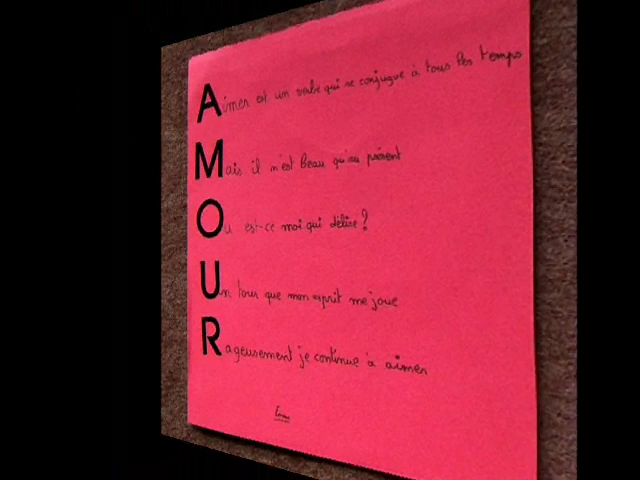 Aimer est un verbe qui se conjugue à tous les temps
Mais il n'est Beau qu'au présent
Ou est-ce moi qui délire ?
Un tour que mon esprit me joue
Rageusement je continue à aimer